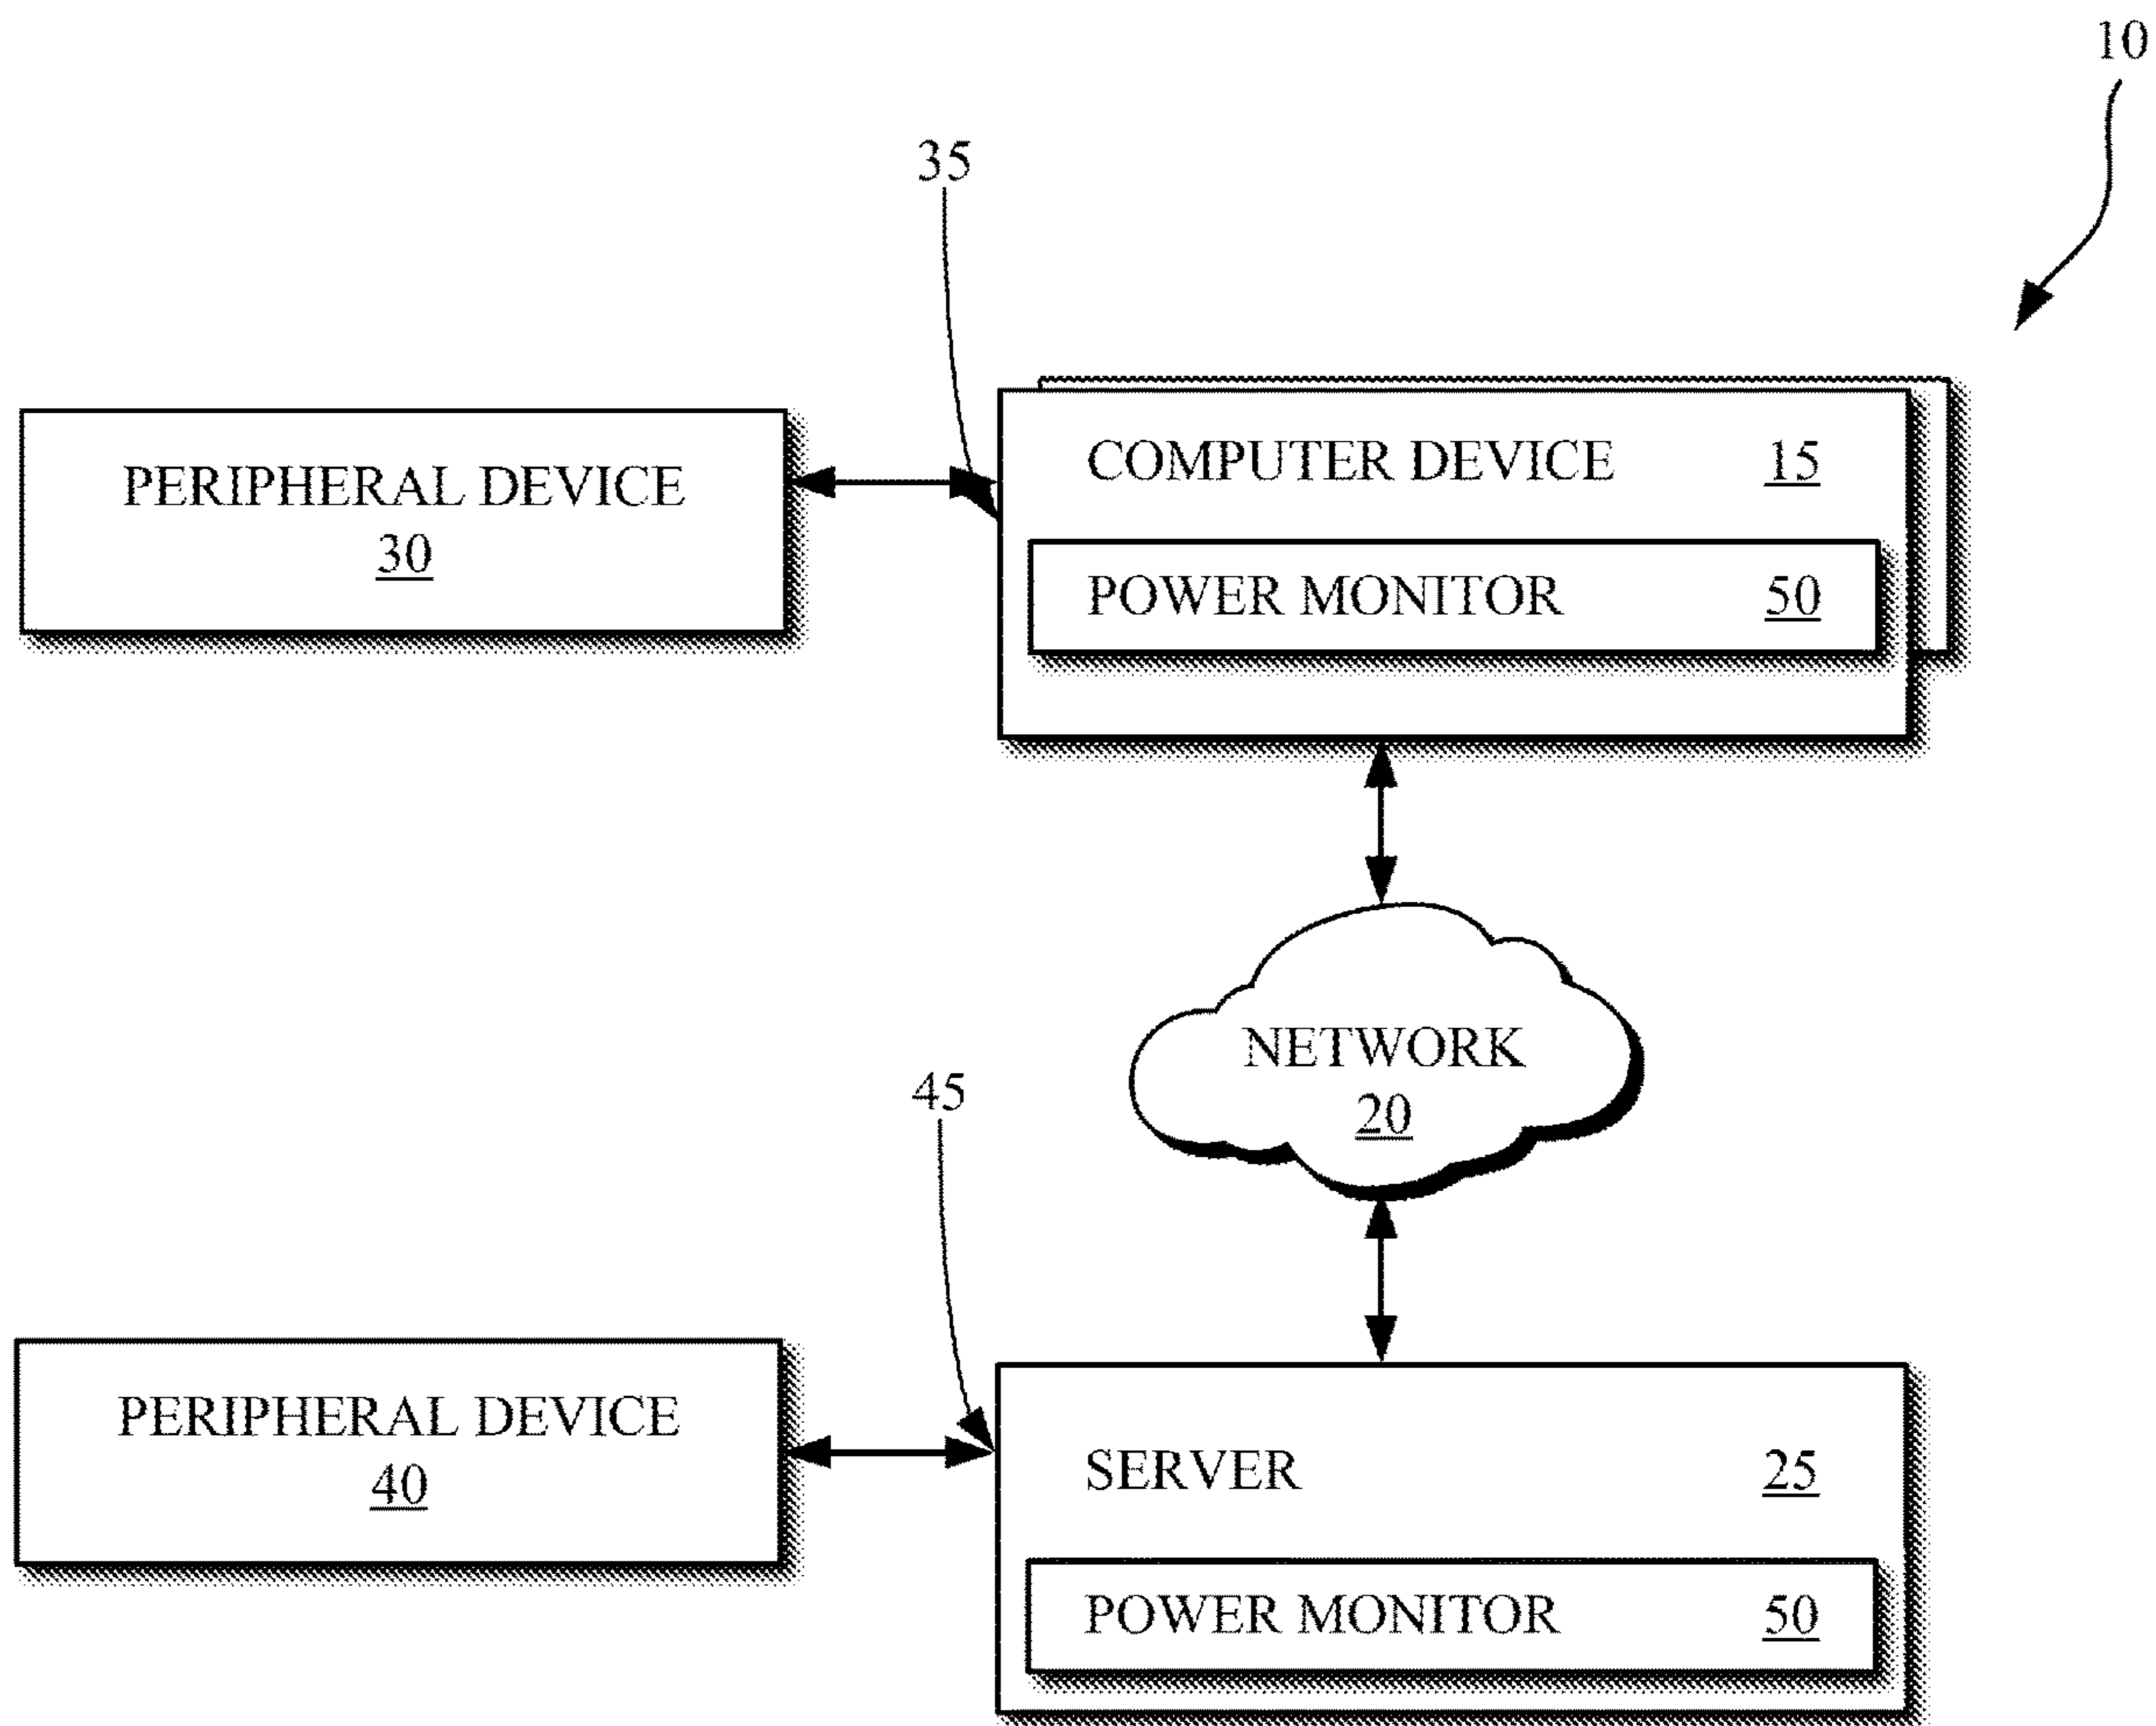 10
35
PERIPHERAL DEVICE
30
COMPUTER DEVICE 15
POWER MONITOR 50
NETWORK
20
45
PERIPHERAL DEVICE
40
SERVER 25
POWER MONITOR 50